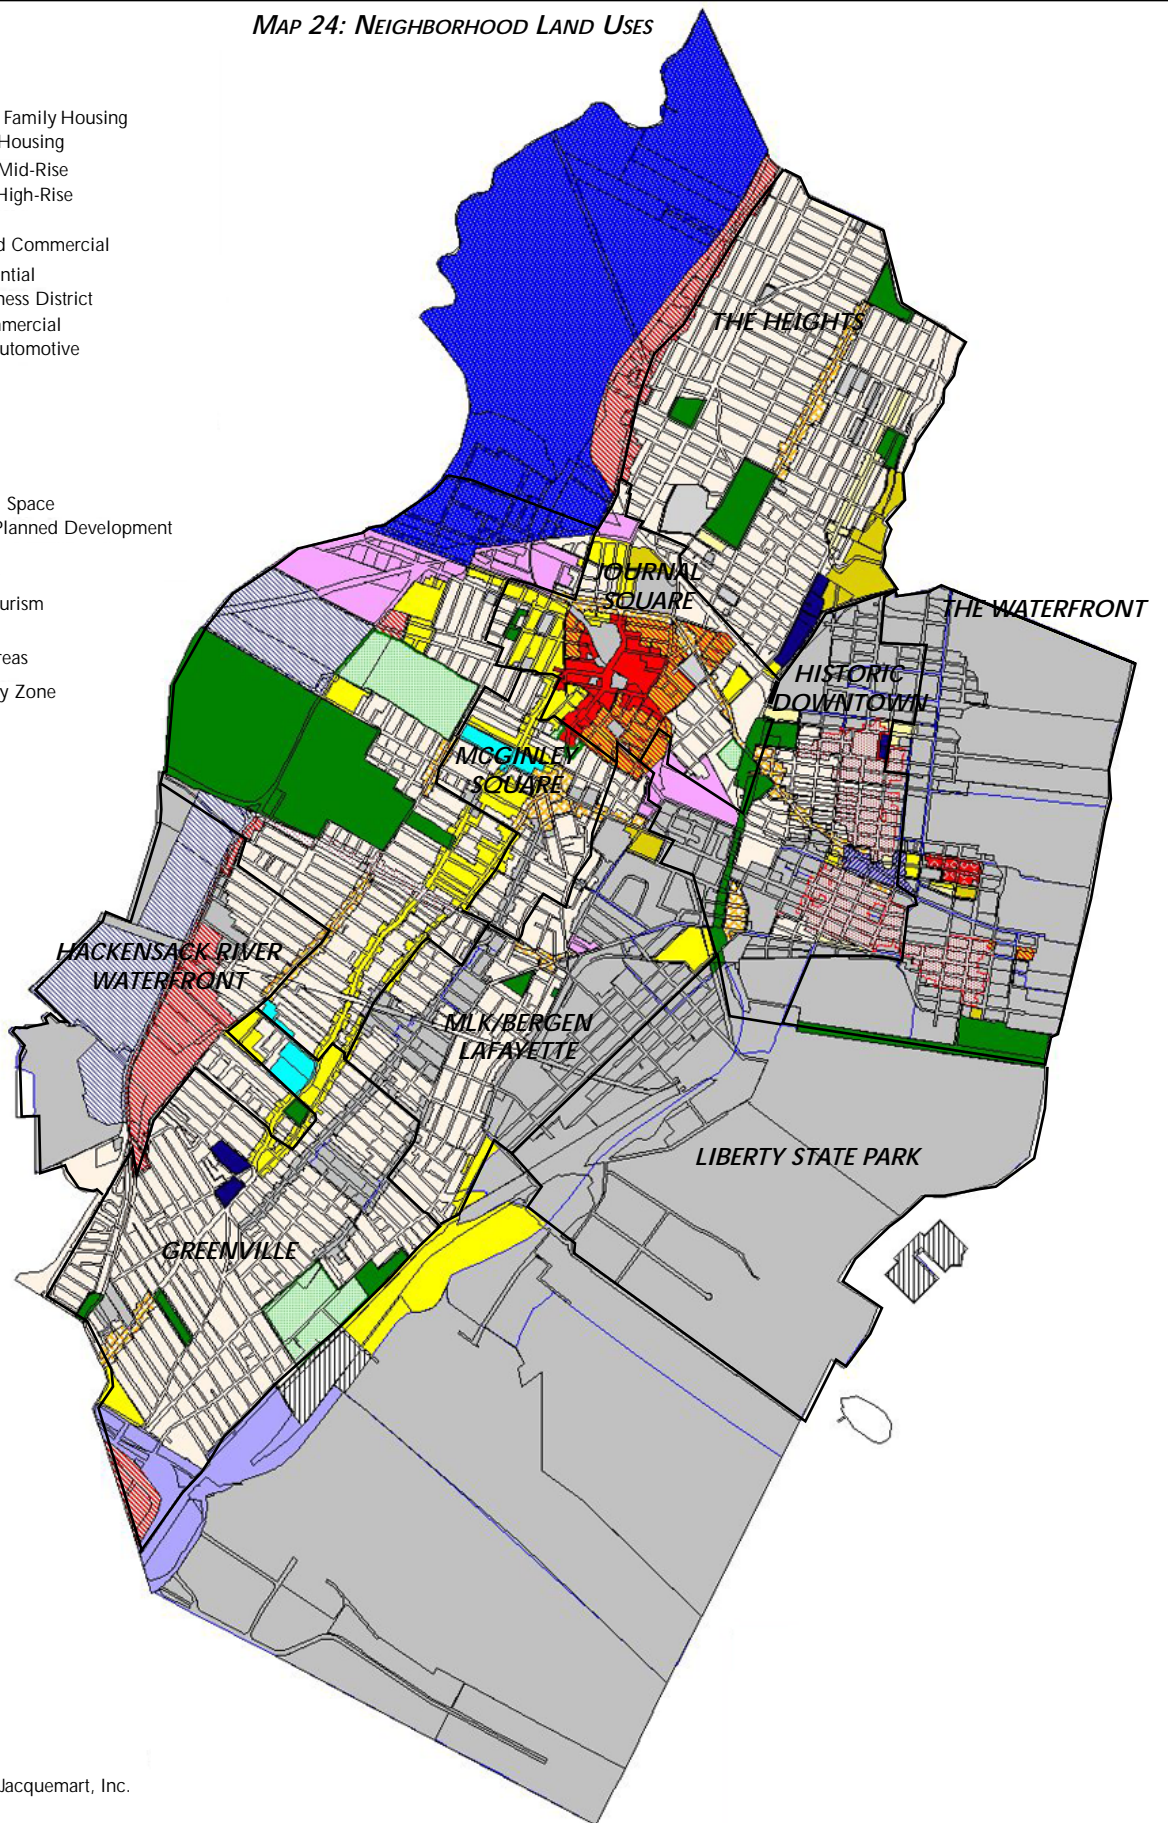 MAP 24: NEIGHBORHOOD LAND USES
Family Housing
Housing
Mid-Rise
High-Rise
d Commercial
ntial
ness District
mmercial
utomotive
Space
Planned Development
urism
reas
y Zone
THE HEIGHTS
JOURNAL
SQUARE
THE WATERFRONT
HISTORIC
DOWNTOWN
MCGINLEY
SQUARE
HACKENSACK RIVER
WATERFRONT
MLK/BERGEN
LAFAYETTE
LIBERTY STATE PARK
GREENVILLE
Jacquemart, Inc.